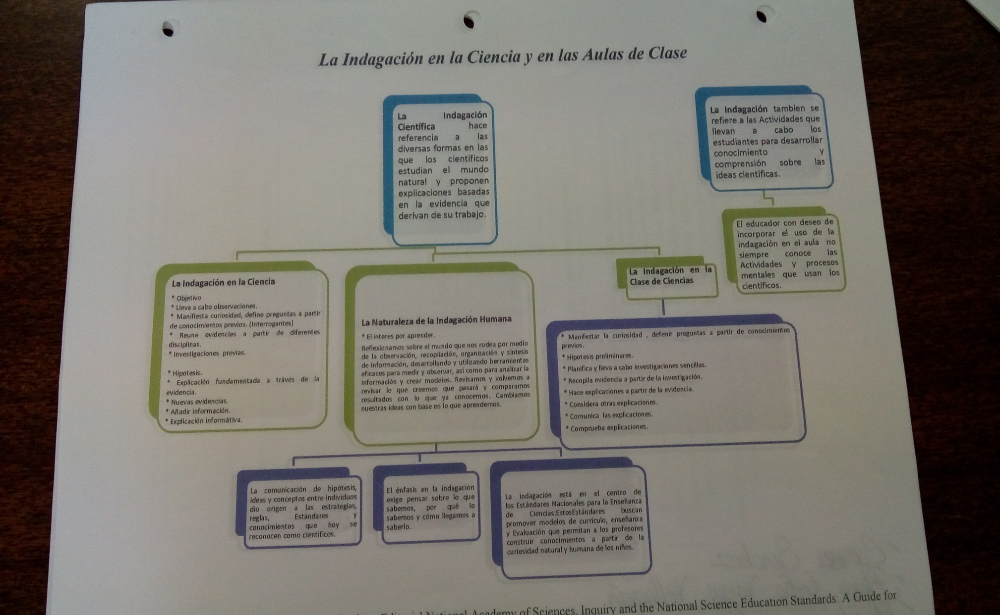 La Indagación en la Ciencia y en las Aulas de Clase
La Indagación
Científica hace
referencia a las
diversas formas en las
que los científicos
estudian el mundo
natural y proponen
explicaciones basadas
en la evidencia que
derivan de su trabajo.
La Indagación tambien se
refiere a las Actividades que
llevan a cabo los
estudiantes para desarrollar
conocimiento y
comprensión sobre las
ideas científicas.
El educador con deseo de
incorporar el uso de la
indagación en el aula no
siempre conoce las
Actividades y procesos
mentales que usan los
científicos.
La Indagación en la Ciencia
* Objetivo
* Lleva a cabo observaciones.
* Manifiesta curiosidad, define preguntas a partir
de conocimientos previos. (Interrogantes)
* Reune evidencias a partir de diferentes
disciplinas.
* Investigaciones previas.
* Hipotesis.
* Explicación fundamentada a tráves de la
evidencia.
* Nuevas evidencias.
* Añadir información.
* Explicación informátiva.
La Naturaleza de la Indagación Humana
* El interes por aprender.
Reflexionamos sobre el mundo que nos rodea por medio
de la observación, recopilación, organización y síntesis
de información, desarrollando y utilizando herramientas
eficaces para medir y observar, asi como para analizar la
información y crear modelos. Revisamos y volvemos a
revisar lo que creemos que pasará y comparamos
resultados con lo que ya conocemos. Cambiamos
nuestras ideas con base en lo que aprendemos.
La Indagación en la
Clase de Ciencias
* Manifestar la curiosidad , defenir preguntas a partir de conocimientos
previos.
* Hipotesis preliminares.
* Planifica y lleva a cabo investigaciones sencillas.
* Recopila evidencia a partir de la investigación.
* Hace explicaciones a partir de la evidencia.
* Considera otras explicaciones.
* Comunica las explicaciones.
* Comprueba explicaciones.
La comunicación de hipótesis,
ideas y conceptos entre individuos
dio origen a las estrategias,
reglas, Estándares y
conocimientos que hoy se
reconocen como científicos.
El énfasis en la indagación
exige pensar sobre lo que
sabemos, por qué lo
sabemos y cómo llegamos a
saberlo.
La indagación está en el centro de
los Estándares Nacionales para la Enseñanza
de Ciencias:EstosEstándares buscan
promover modelos de currículo, enseñanza
y Evaluación que permitan a los profesores
construir conocimientos a partir de la
curiosidad natural y humana de los niños.
Academy of Sciences, Inquiry and the National Science Education Standards: A Guide for